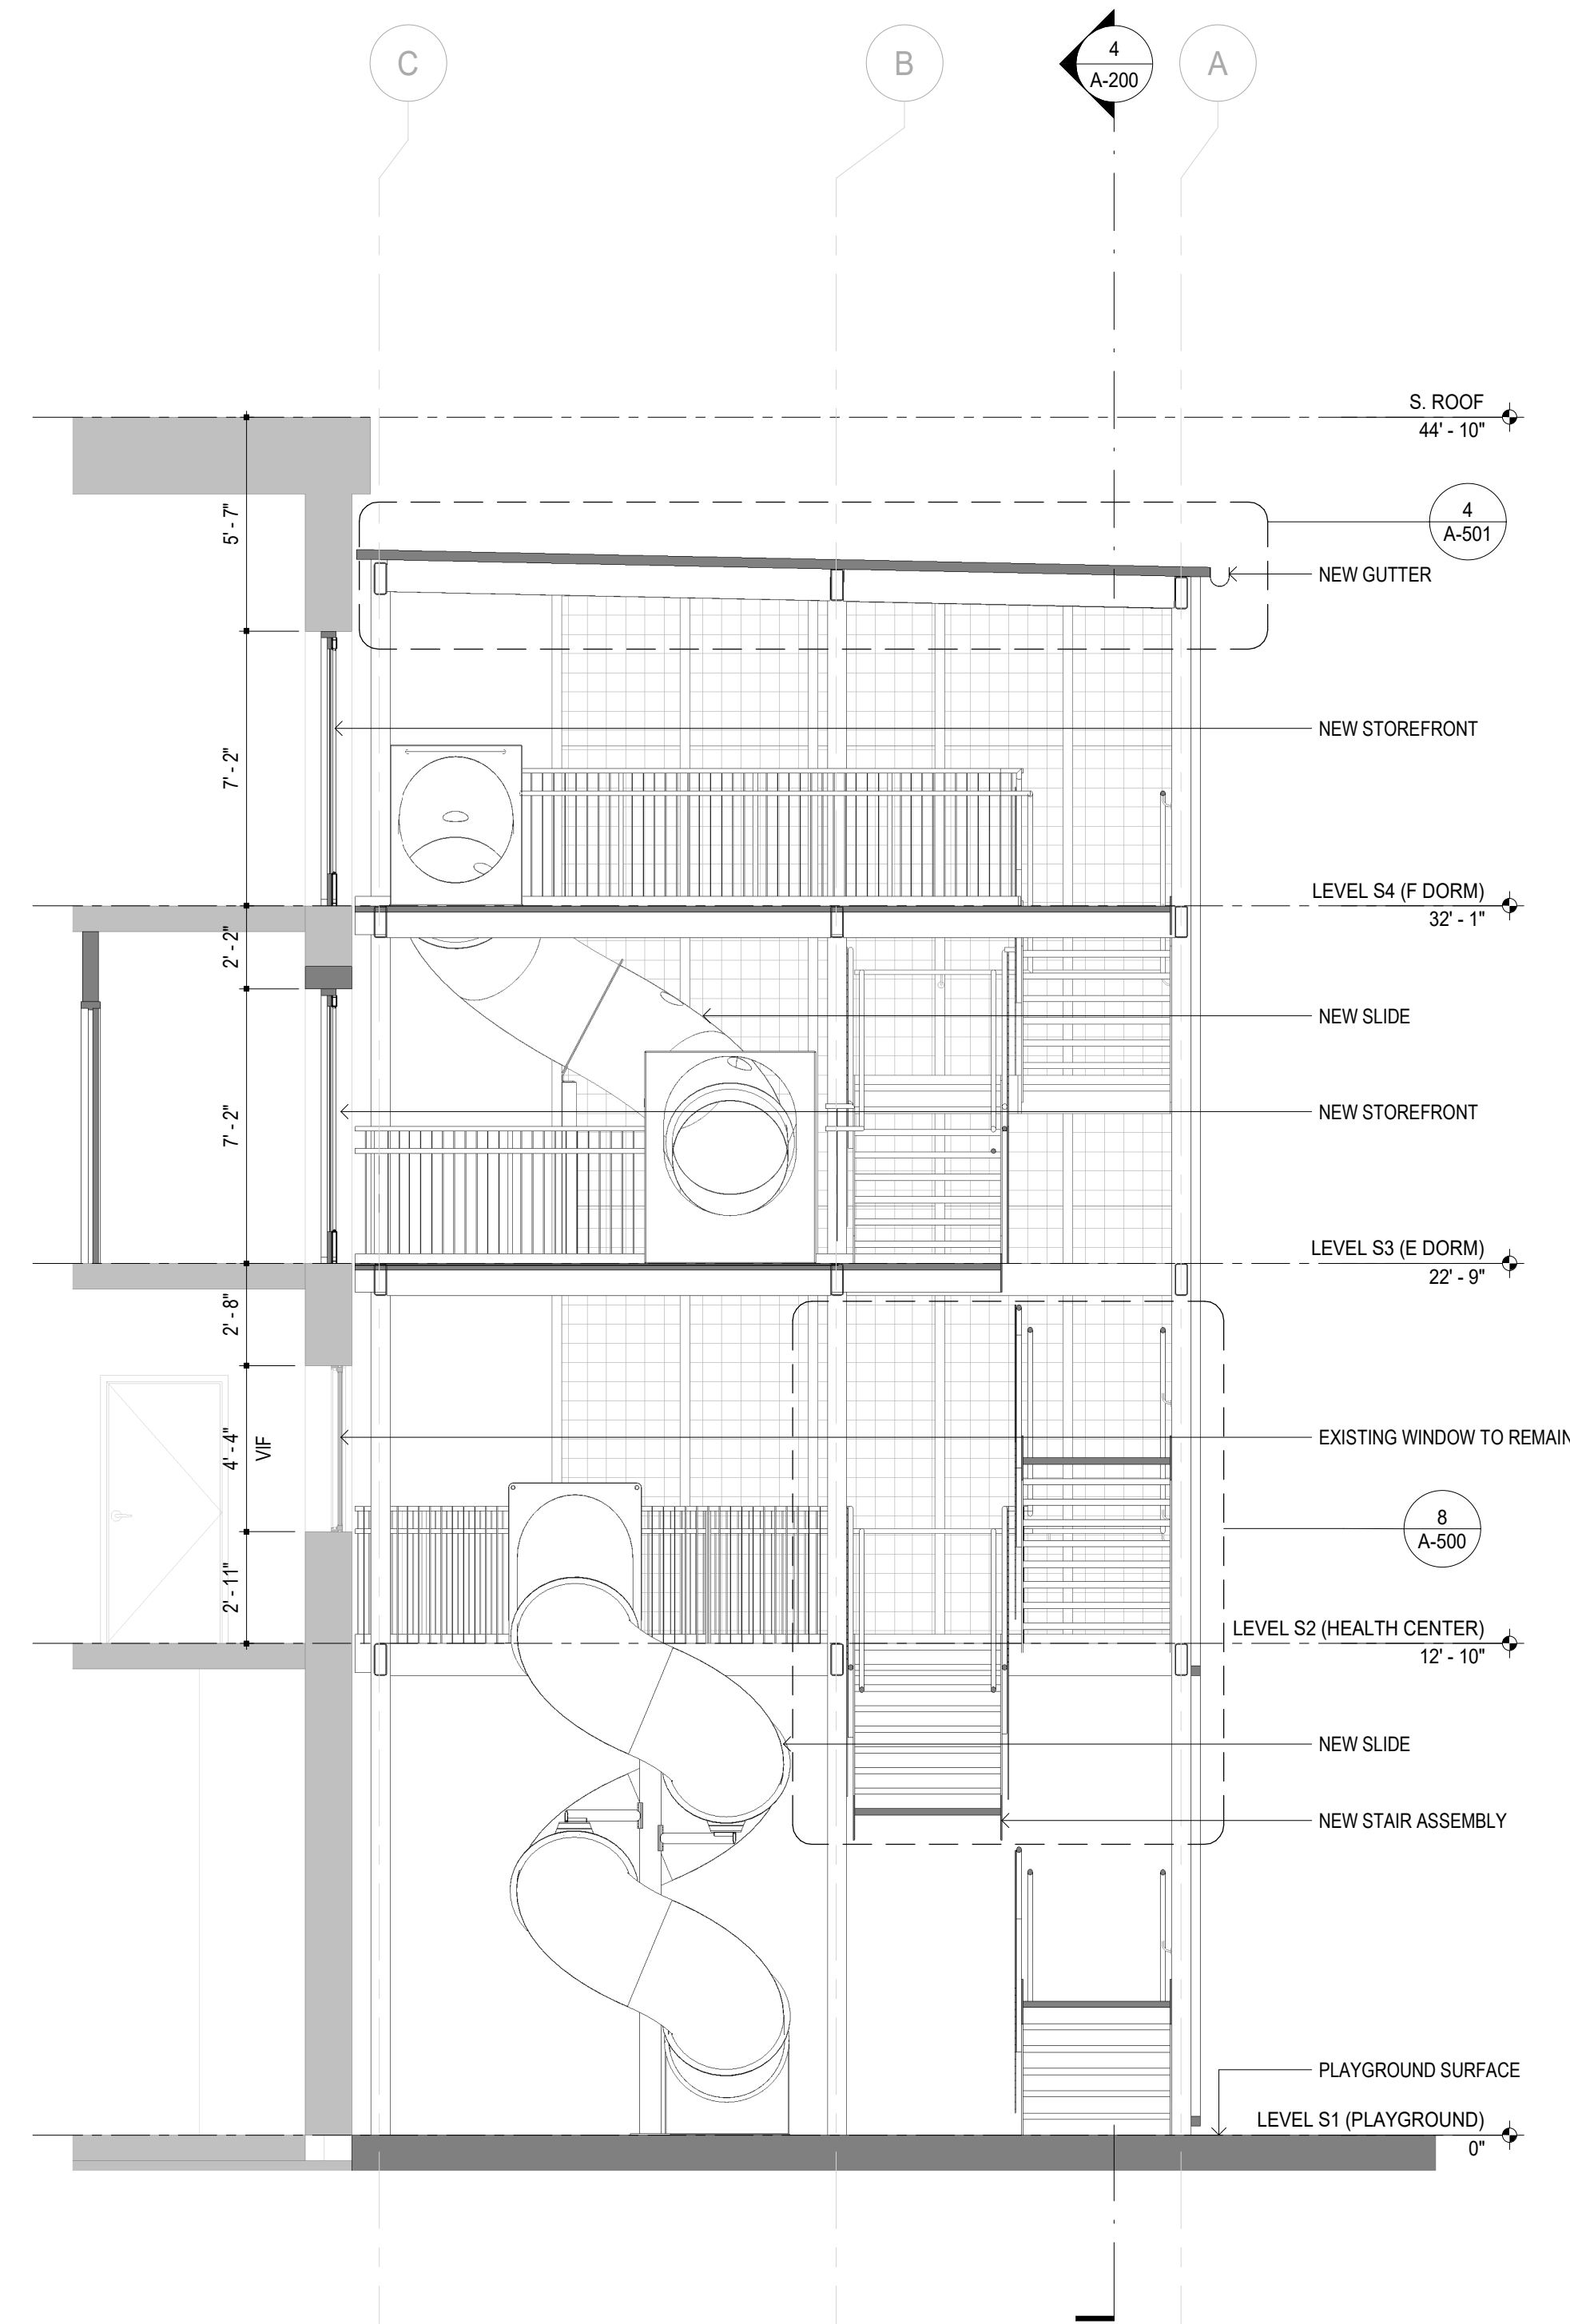 C
B
4
A-200
A
S. ROOF
44' - 10"
5' - 7"
4
A-501
NEW GUTTER
NEW STOREFRONT
7' - 2"
LEVEL S4 (F DORM)
32' - 1"
2' - 2"
NEW SLIDE
NEW STOREFRONT
7' - 2"
LEVEL S3 (E DORM)
22' - 9"
2' - 8"
EXISTING WINDOW TO REMAIN
4' - 4"
VIF
8
A-500
2' - 11"
LEVEL S2 (HEALTH CENTER)
12' - 10"
NEW SLIDE
NEW STAIR ASSEMBLY
PLAYGROUND SURFACE
LEVEL S1 (PLAYGROUND)
0"